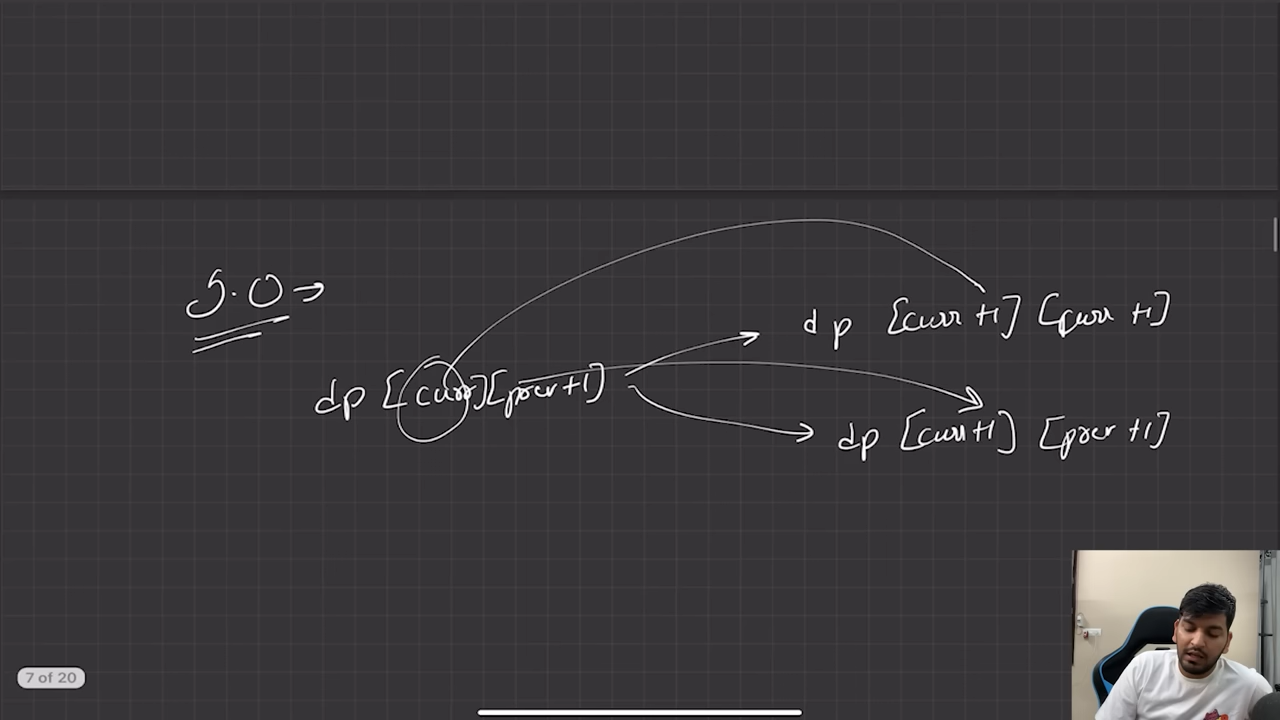 S.O →
dp [curr+1] [curr+1]
dp [curr][prev+1]
dp [curr+1] [prev+1]
7 of 20